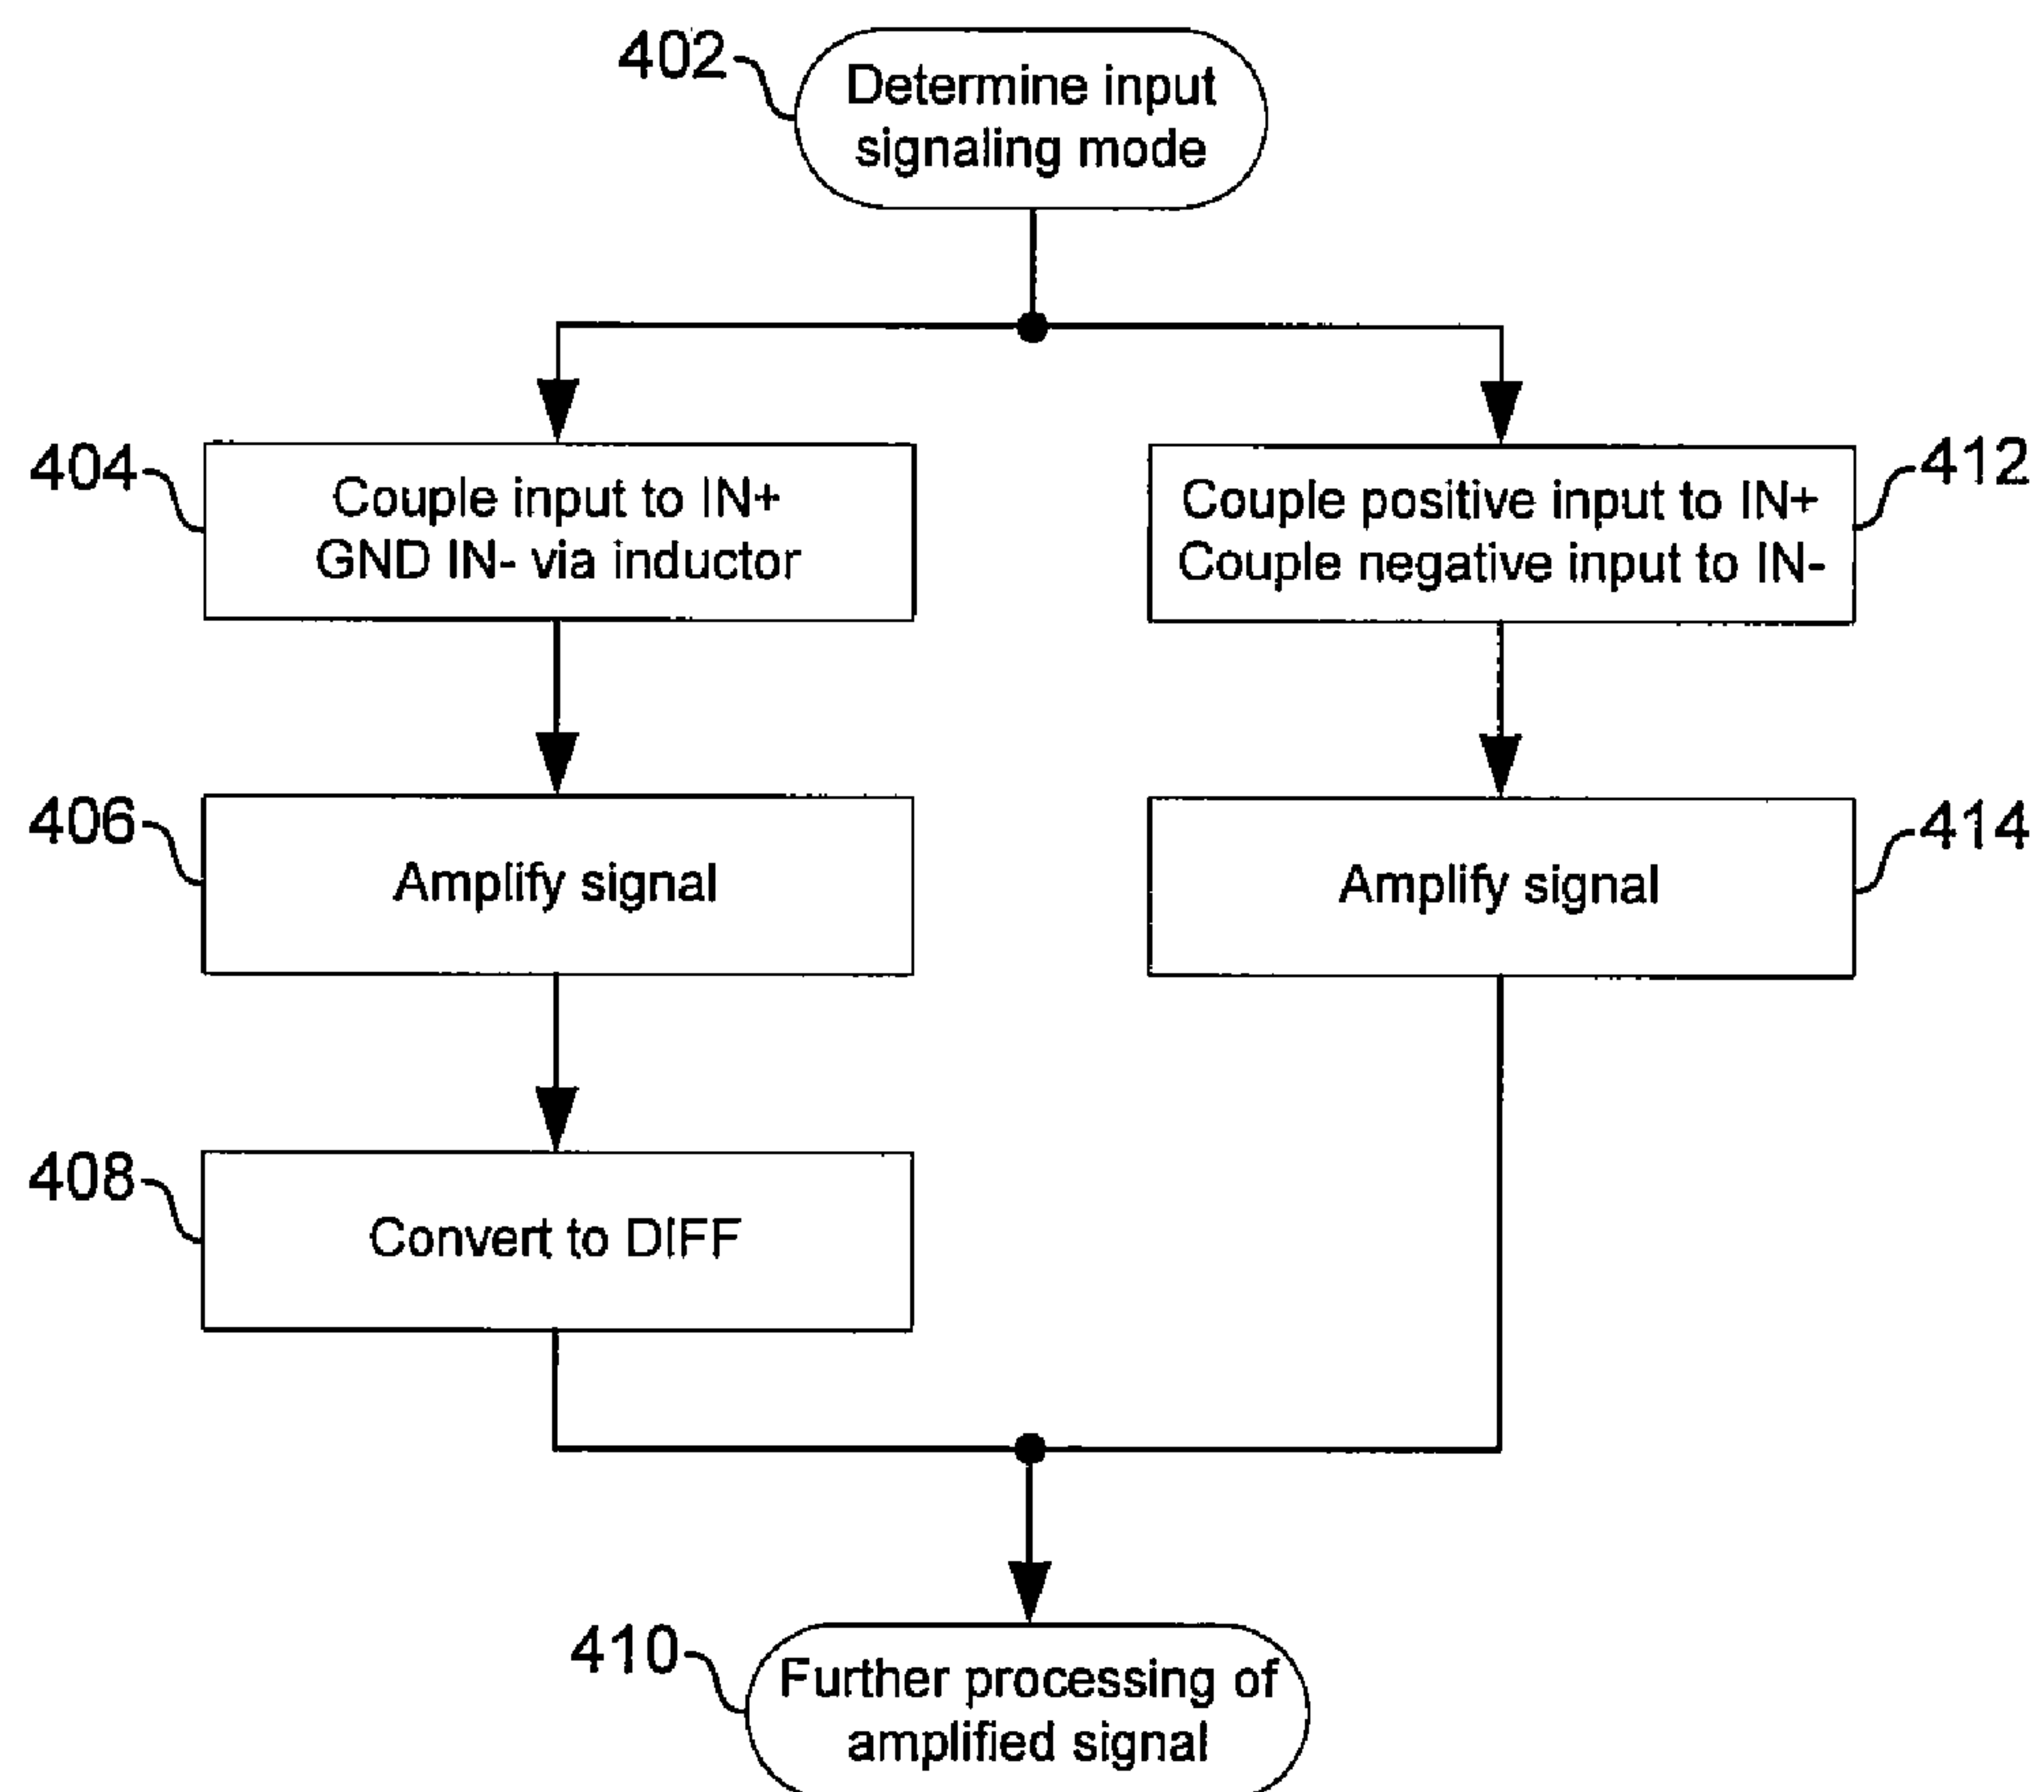 402
Determine input
signaling mode
404
Couple input to IN+
GND IN- via inductor
412
Couple positive input to IN+
Couple negative input to IN-
406
Amplify signal
414
Amplify signal
408
Convert to DIFF
410
Further processing of
amplified signal